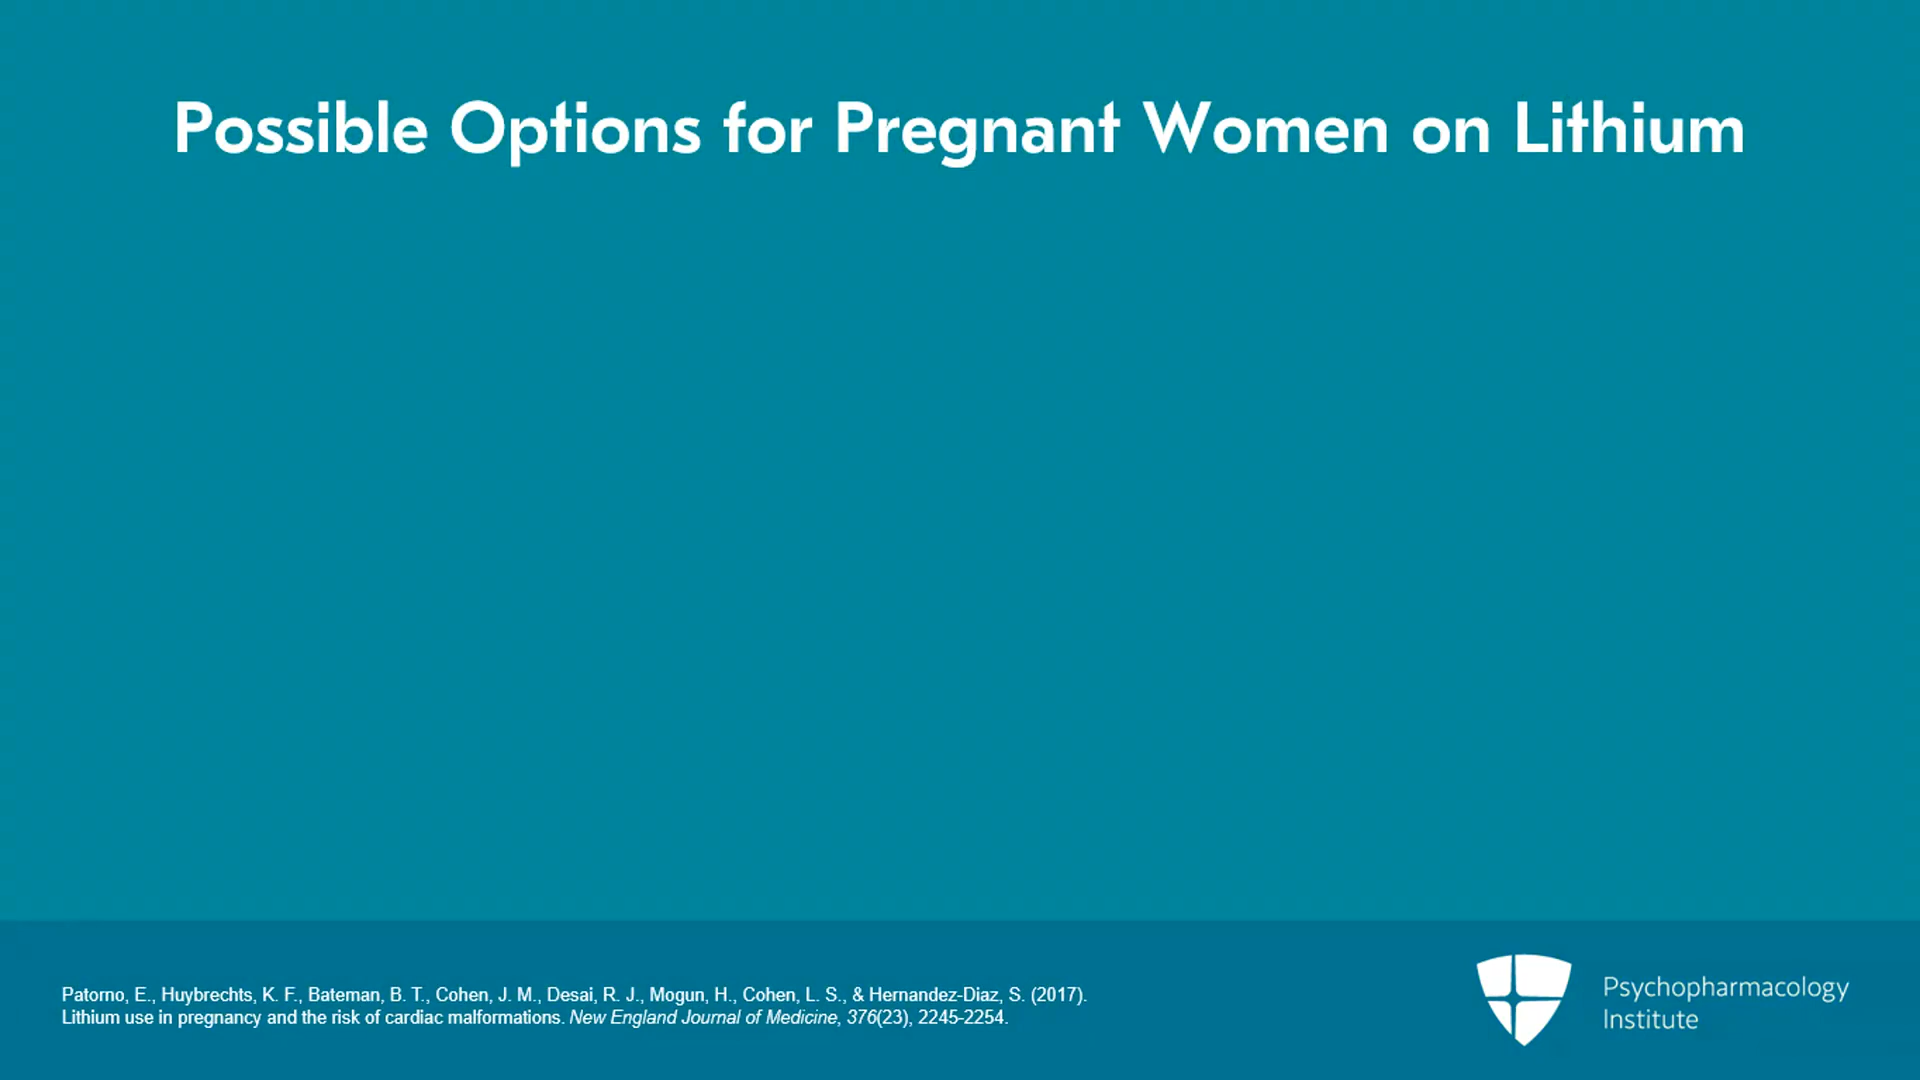 Possible Options for Pregnant Women on Lithium
Patorno, E., Huybrechts, K. F., Bateman, B. T., Cohen, J. M., Desai, R. J., Mogun, H., Cohen, L. S., & Hernandez-Diaz, S. (2017).
Lithium use in pregnancy and the risk of cardiac malformations. New England Journal of Medicine, 376(23), 2245-2254.
Psychopharmacology
Institute